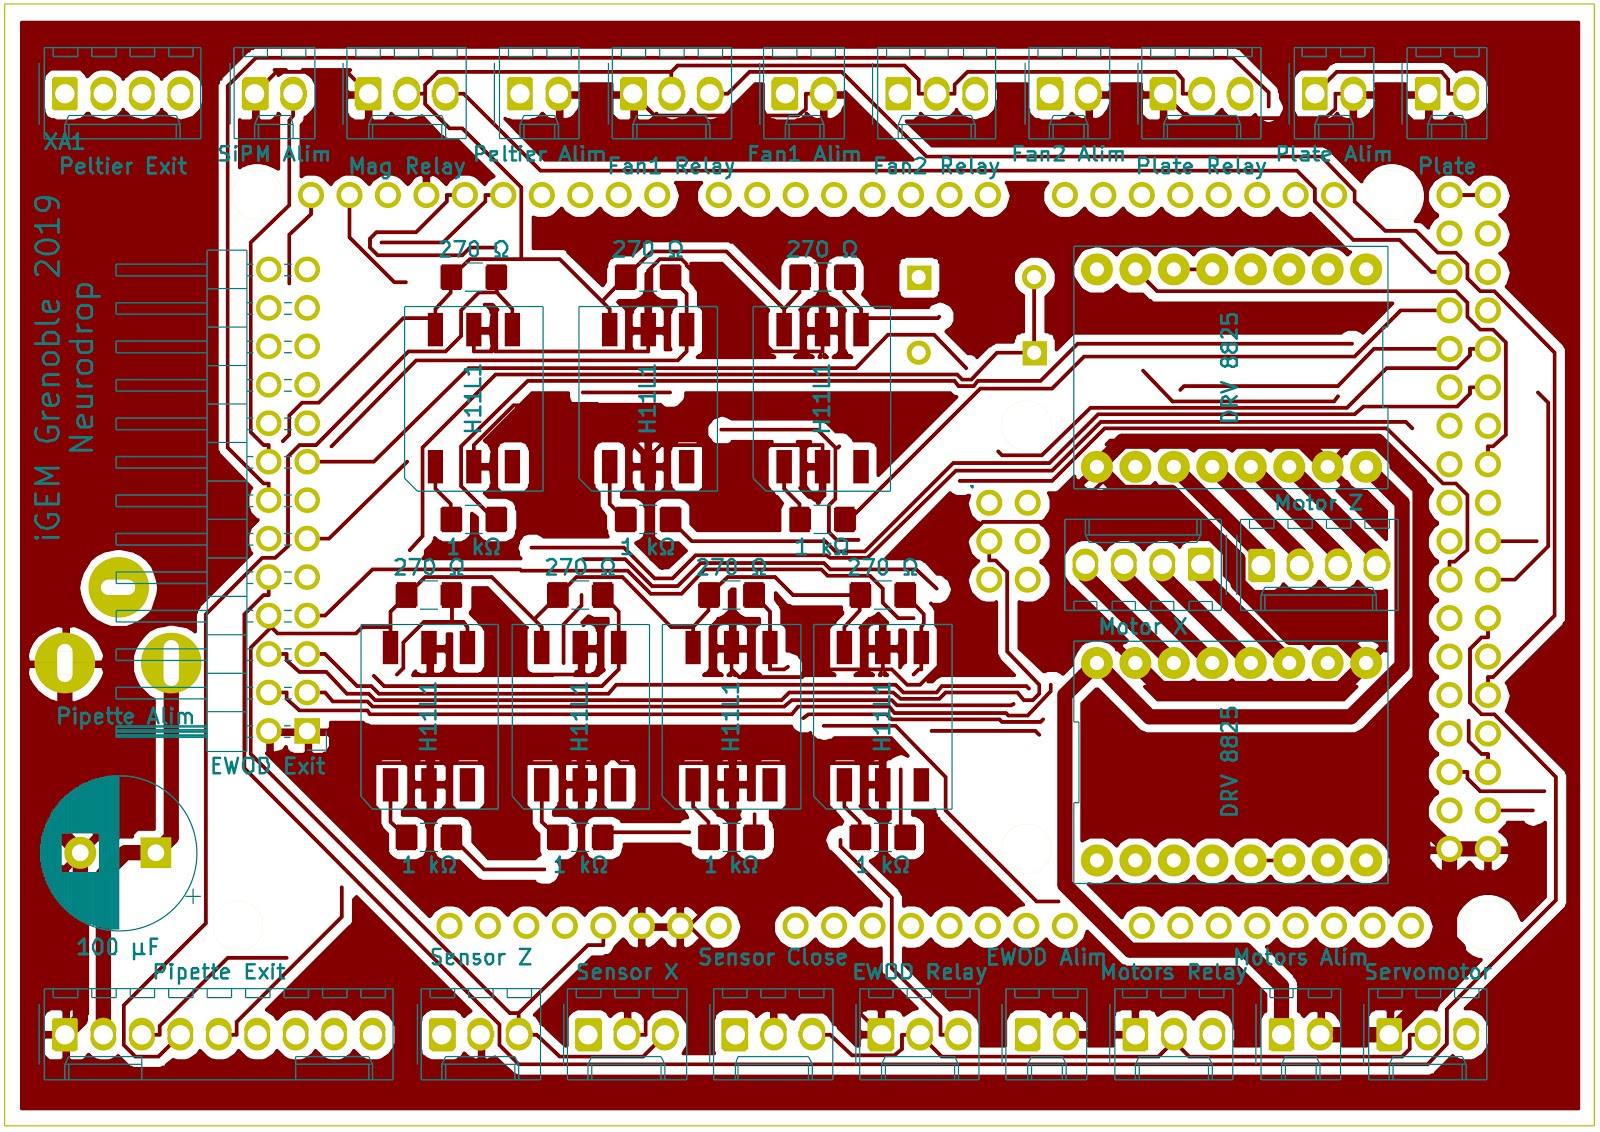 XA1
Peltier Exit
SiPM Alim
Mag Relay
Peltier Alim
Fan1 Relay
Fan1 Alim
Fan2 Relay
Fan2 Alim
Plate Relay
Plate Alim
Plate
iGEM Grenoble 2019
Neurodrop
270 Ω
270 Ω
270 Ω
H11L1
H11L1
H11L1
DRV 8825
1 kΩ
1 kΩ
1 kΩ
Motor Z
270 Ω
270 Ω
270 Ω
270 Ω
Motor X
Pipette Alim
EWOD Exit
H11L1
H11L1
H11L1
H11L1
DRV 8825
1 kΩ
1 kΩ
1 kΩ
1 kΩ
+
100 µF
Pipette Exit
Sensor Z
Sensor X
Sensor Close
EWOD Relay
EWOD Alim
Motors Relay
Motors Alim
Servomotor